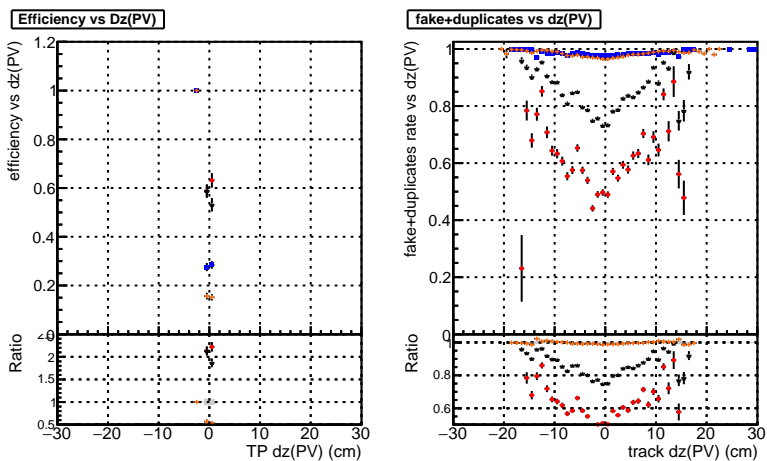 Efficiency vs Dz(PV)
efficiency vs dz(PV)
1.2
1
0.8
0.6
0.4
0.2
0
Ratio
2
1.5
1
0.5
−30 −20 −10 0 10 20 30
TP dz(PV) (cm)
fake+duplicates vs dz(PV)
fake+duplicates rate vs dz(PV)
1
0.8
0.6
0.4
0.2
Ratio
0.8
0.6
−30 −20 −10 0 10 20 30
track dz(PV) (cm)